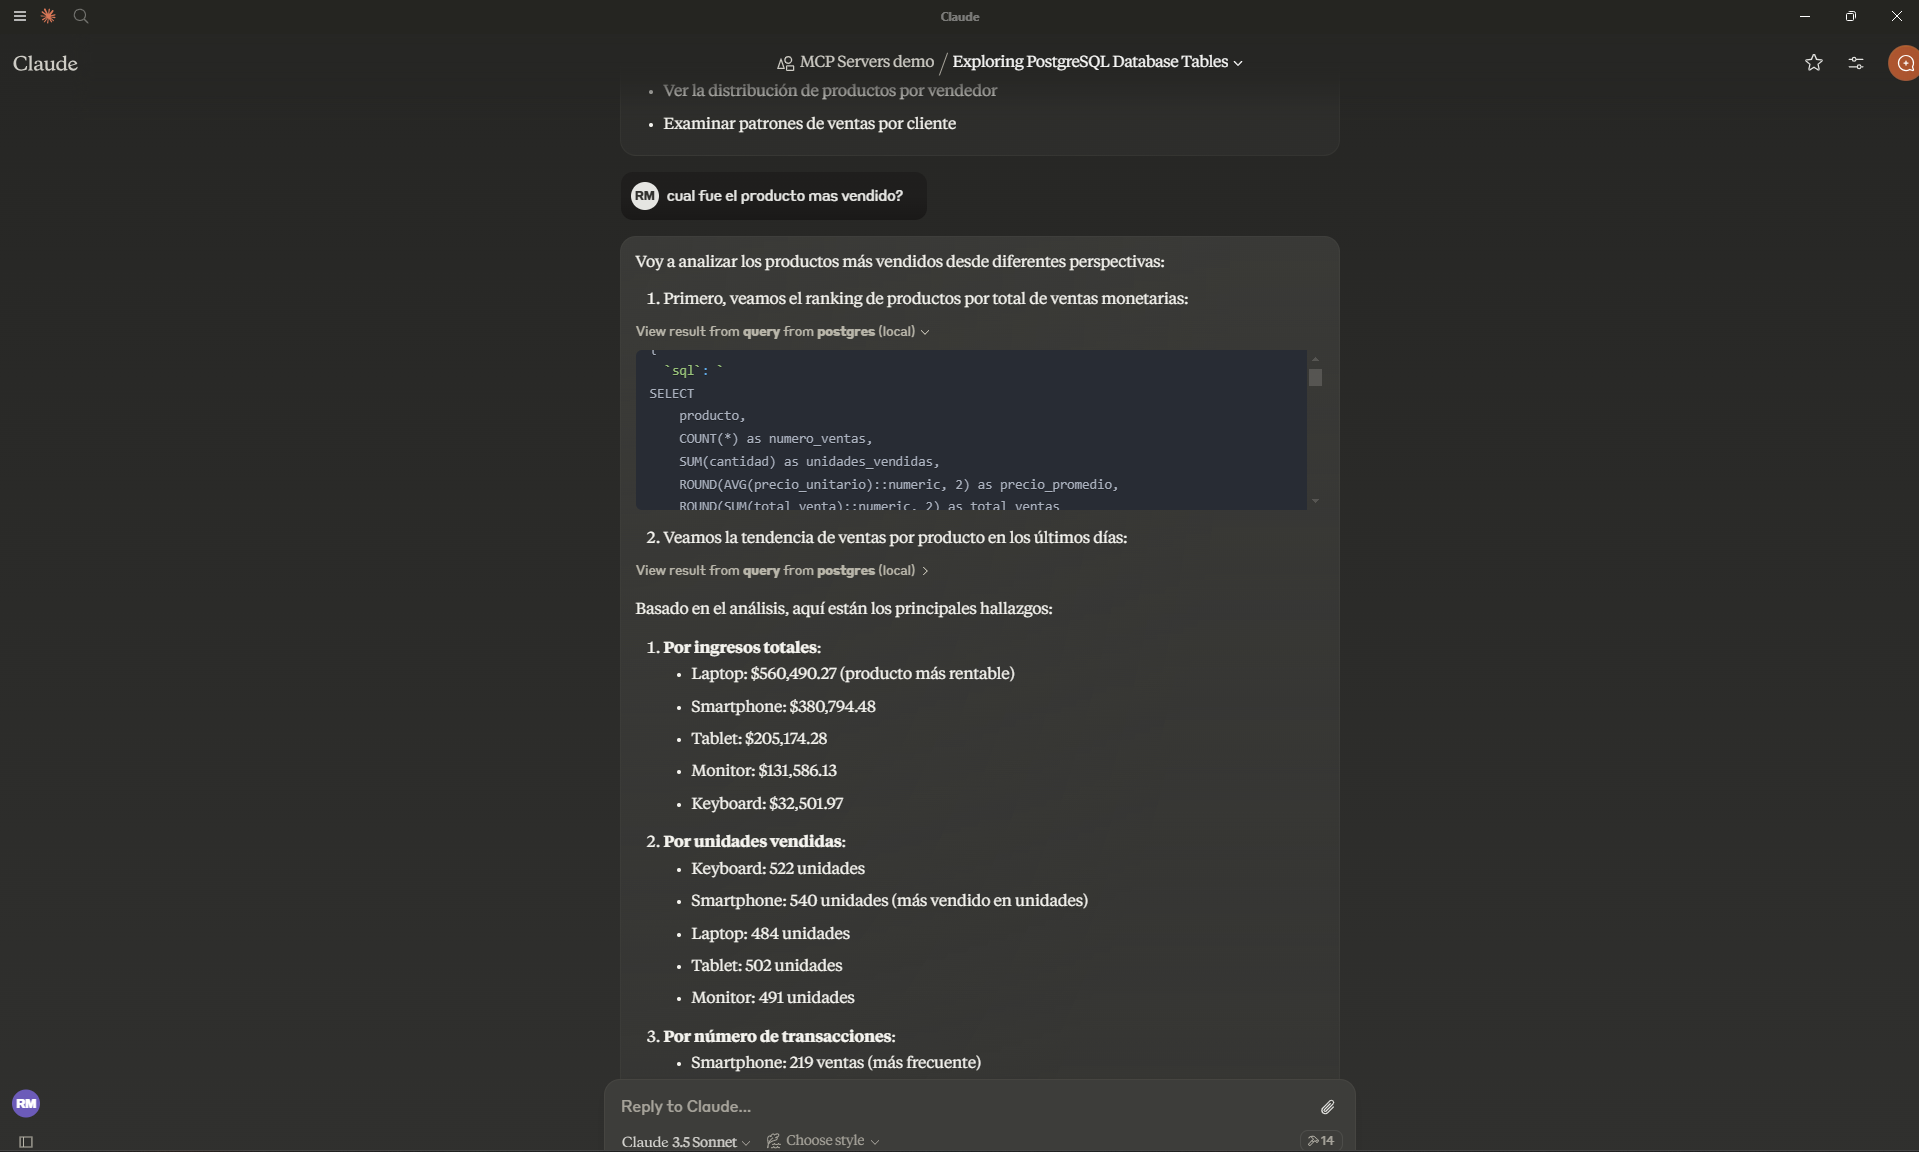 Claude
Claude
MCP Servers demo / Exploring PostgreSQL Database Tables
• Ver la distribución de productos por vendedor
• Examinar patrones de ventas por cliente
RM cual fue el producto mas vendido?
Voy a analizar los productos más vendidos desde diferentes perspectivas:
1. Primero, veamos el ranking de productos por total de ventas monetarias:
View result from query from postgres (local)
{
`sql`: `
SELECT
producto,
COUNT(*) as numero_ventas,
SUM(cantidad) as unidades_vendidas,
ROUND(AVG(precio_unitario)::numeric, 2) as precio_promedio,
ROUND(SUM(total_venta)::numeric, 2) as total_ventas
2. Veamos la tendencia de ventas por producto en los últimos días:
View result from query from postgres (local)
Basado en el análisis, aquí están los principales hallazgos:
1. Por ingresos totales:
• Laptop: $560,490.27 (producto más rentable)
• Smartphone: $380,794.48
• Tablet: $205,174.28
• Monitor: $131,586.13
• Keyboard: $32,501.97
2. Por unidades vendidas:
• Keyboard: 522 unidades
• Smartphone: 540 unidades (más vendido en unidades)
• Laptop: 484 unidades
• Tablet: 502 unidades
• Monitor: 491 unidades
3. Por número de transacciones:
• Smartphone: 219 ventas (más frecuente)
RM
Reply to Claude...
Claude 3.5 Sonnet
Choose style
14